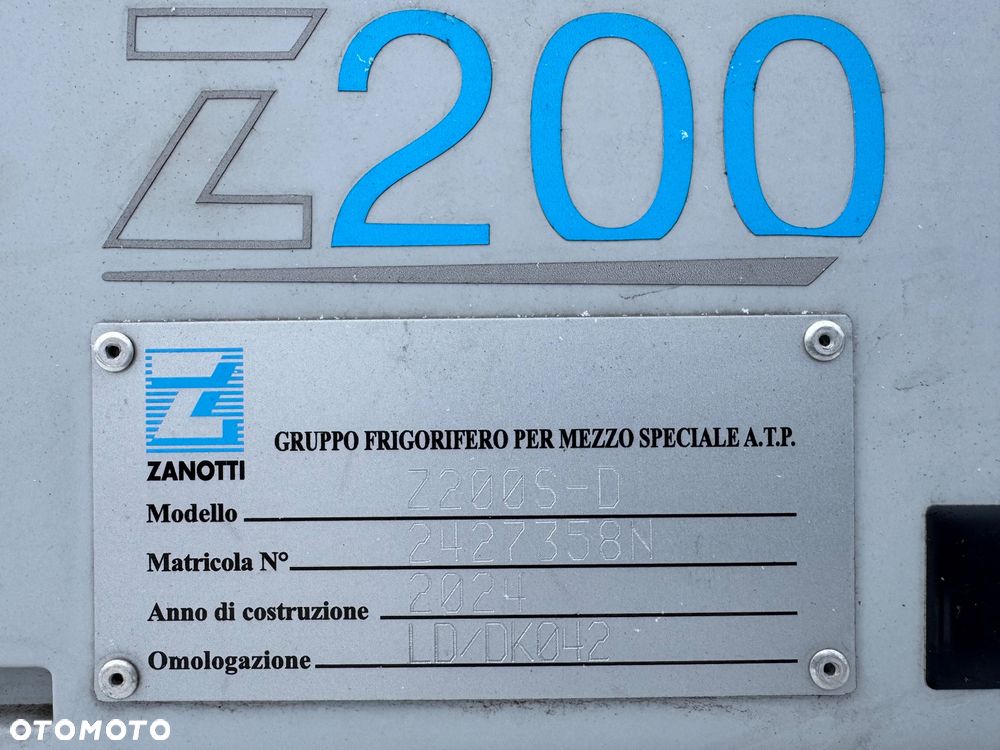 Z200
ZANOTTI
GRUPPO FRIGORIFERO PER MEZZO SPECIALE A.T.P.
Modello Z200S-D
Matricola N° 2427358N
Anno di costruzione 2024
Omologazione LD/DK042
OTOMOTO